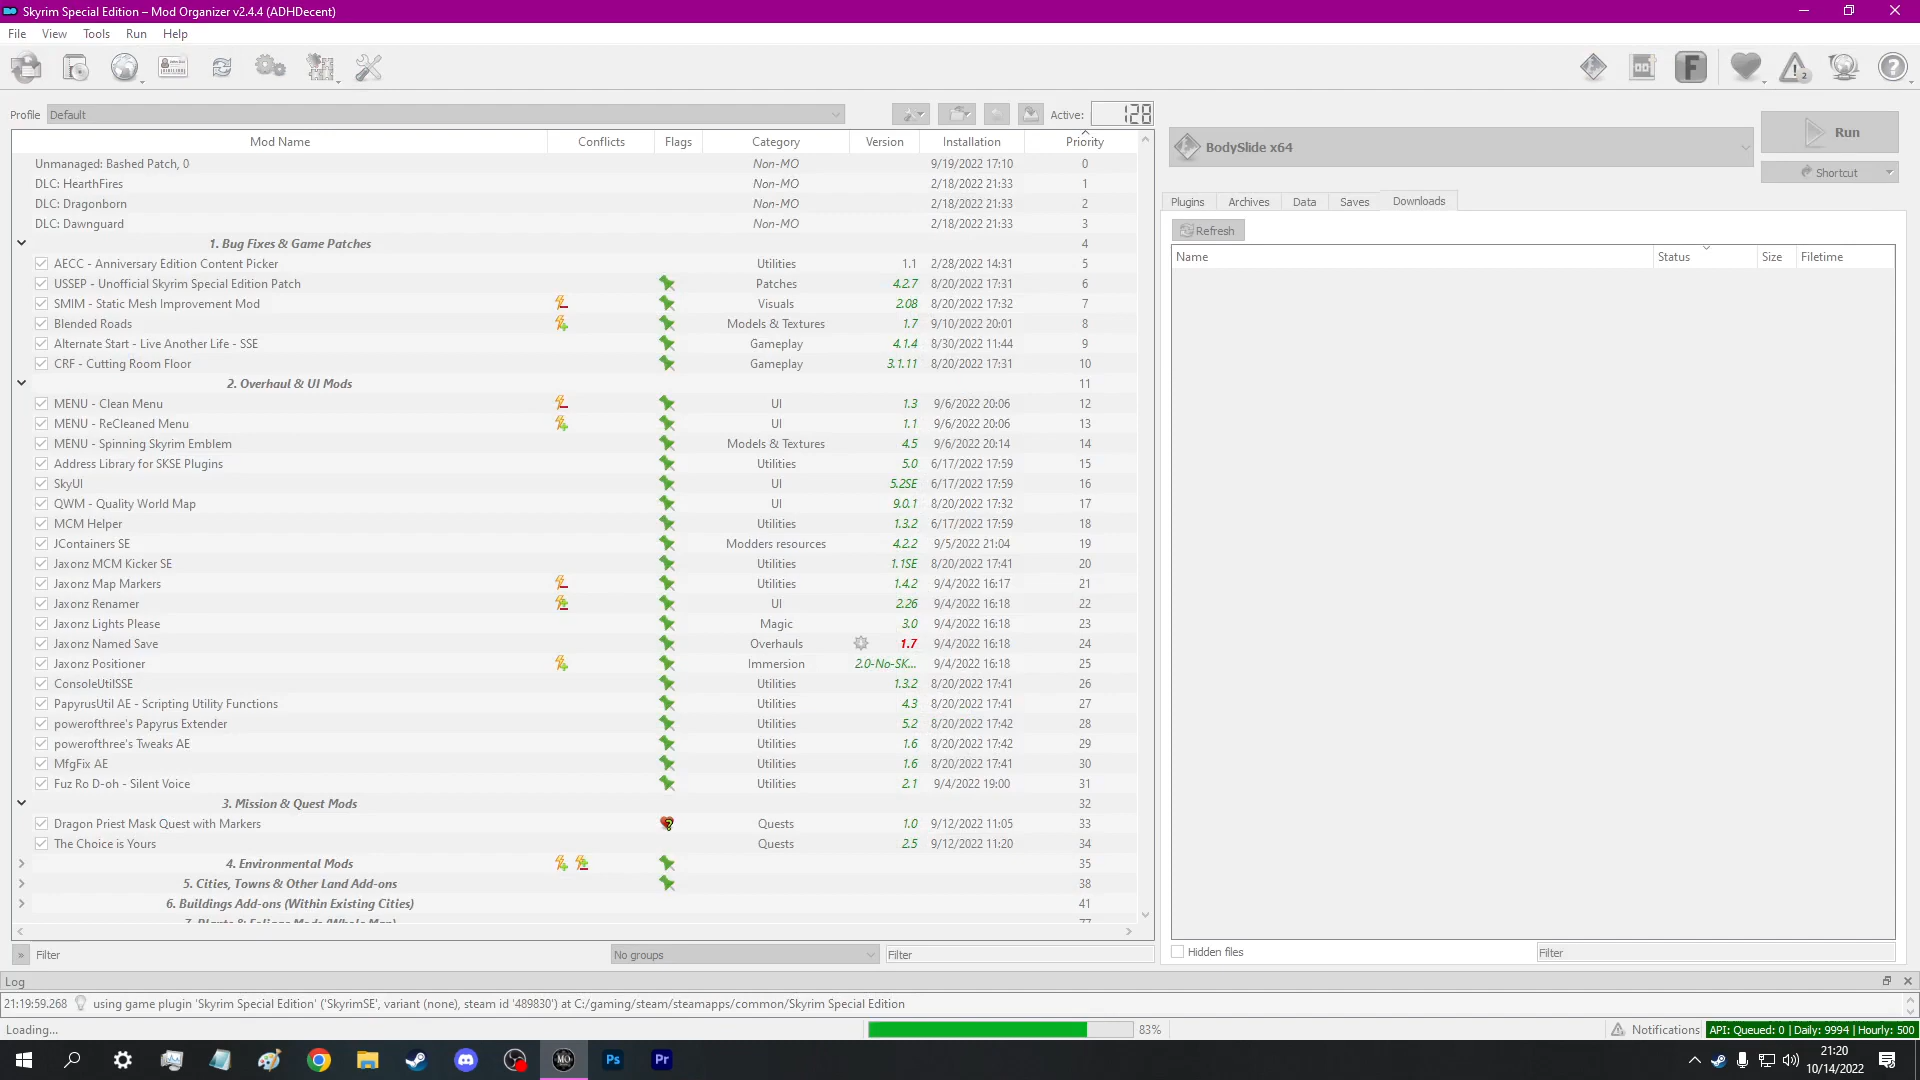 Skyrim Special Edition – Mod Organizer v2.4.4 (ADHDecent)
File View Tools Run Help
2
Profile Default Active: 128
Mod Name Conflicts Flags Category Version Installation Priority
Unmanaged: Bashed Patch, 0 Non-MO 9/19/2022 17:10 0
DLC: HearthFires Non-MO 2/18/2022 21:33 1
DLC: Dragonborn Non-MO 2/18/2022 21:33 2
DLC: Dawnguard Non-MO 2/18/2022 21:33 3
1. Bug Fixes & Game Patches 4
AECC - Anniversary Edition Content Picker Utilities 1.1 2/28/2022 14:31 5
USSEP - Unofficial Skyrim Special Edition Patch Patches 4.2.7 8/20/2022 17:31 6
SMIM - Static Mesh Improvement Mod Visuals 2.08 8/20/2022 17:32 7
Blended Roads Models & Textures 1.7 9/10/2022 20:01 8
Alternate Start - Live Another Life - SSE Gameplay 4.1.4 8/30/2022 11:44 9
CRF - Cutting Room Floor Gameplay 3.1.11 8/20/2022 17:31 10
2. Overhaul & UI Mods 11
MENU - Clean Menu UI 1.3 9/6/2022 20:06 12
MENU - ReCleaned Menu UI 1.1 9/6/2022 20:06 13
MENU - Spinning Skyrim Emblem Models & Textures 4.5 9/6/2022 20:14 14
Address Library for SKSE Plugins Utilities 5.0 6/17/2022 17:59 15
SkyUI UI 5.2SE 6/17/2022 17:59 16
QWM - Quality World Map UI 9.0.1 8/20/2022 17:32 17
MCM Helper Utilities 1.3.2 6/17/2022 17:59 18
JContainers SE Modders resources 4.2.2 9/5/2022 21:04 19
Jaxonz MCM Kicker SE Utilities 1.1SE 8/20/2022 17:41 20
Jaxonz Map Markers Utilities 1.4.2 9/4/2022 16:17 21
Jaxonz Renamer UI 2.26 9/4/2022 16:18 22
Jaxonz Lights Please Magic 3.0 9/4/2022 16:18 23
Jaxonz Named Save Overhauls 1.7 9/4/2022 16:18 24
Jaxonz Positioner Immersion 2.0-No-SK... 9/4/2022 16:18 25
ConsoleUtilSSE Utilities 1.3.2 8/20/2022 17:41 26
PapyrusUtil AE - Scripting Utility Functions Utilities 4.3 8/20/2022 17:41 27
powerofthree's Papyrus Extender Utilities 5.2 8/20/2022 17:42 28
powerofthree's Tweaks AE Utilities 1.6 8/20/2022 17:42 29
MfgFix AE Utilities 1.6 8/20/2022 17:41 30
Fuz Ro D-oh - Silent Voice Utilities 2.1 9/4/2022 19:00 31
3. Mission & Quest Mods 32
Dragon Priest Mask Quest with Markers Quests 1.0 9/12/2022 11:05 33
The Choice is Yours Quests 2.5 9/12/2022 11:20 34
4. Environmental Mods 35
5. Cities, Towns & Other Land Add-ons 38
6. Buildings Add-ons (Within Existing Cities) 41
7. Plants & Foliage Mods (Whole Map) 77
» Filter No groups Filter
BodySlide x64 Run
Shortcut
Plugins Archives Data Saves Downloads
Refresh
Name Status Size Filetime
Hidden files Filter
Log
21:19:59.268 using game plugin 'Skyrim Special Edition' ('SkyrimSE', variant (none), steam id '489830') at C:/gaming/steam/steamapps/common/Skyrim Special Edition
Loading... 83% Notifications API: Queued: 0 | Daily: 9994 | Hourly: 500
MO Ps Pr
21:20
10/14/2022